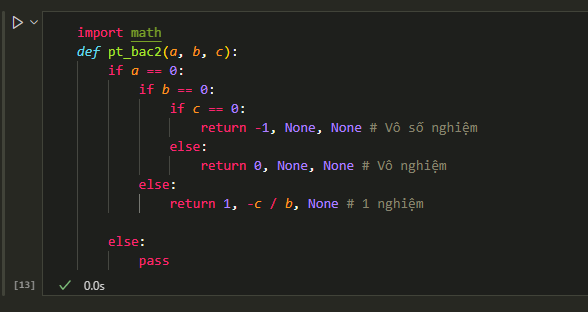 import math
def pt_bac2(a, b, c):
    if a == 0:
        if b == 0:
            if c == 0:
                return -1, None, None # Vô số nghiệm
            else:
                return 0, None, None # Vô nghiệm
        else:
            return 1, -c / b, None # 1 nghiệm
    else:
        pass
[13] 0.0s